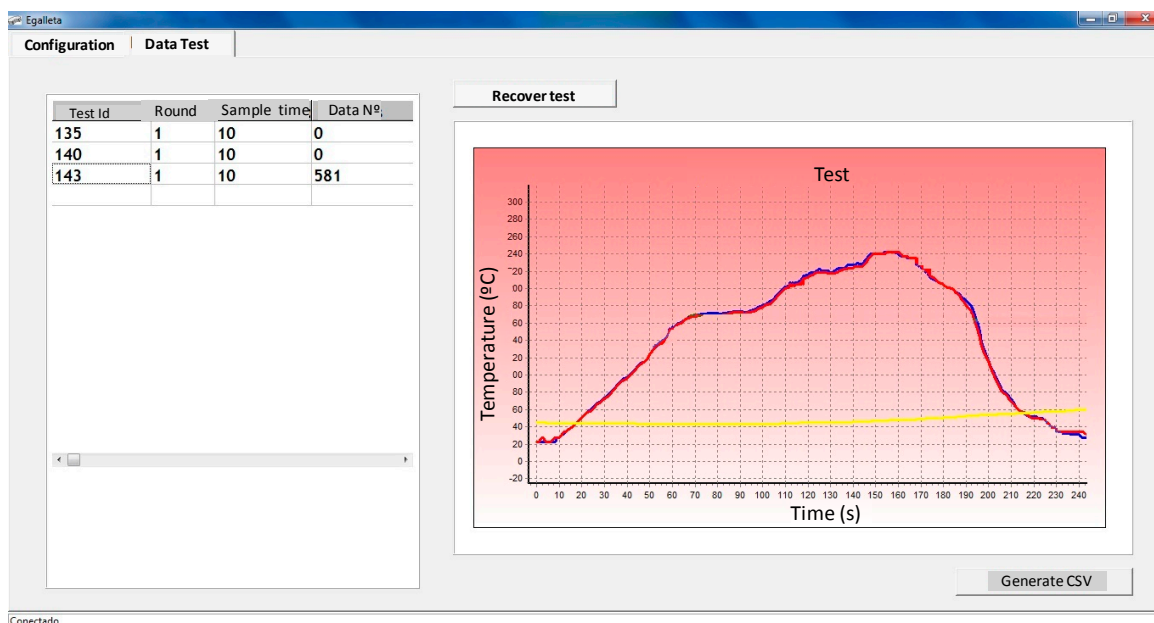 Egalleta
Configuration
Data Test
Test Id Round Sample time Data Nº
135 1 10 0
140 1 10 0
143 1 10 581
Recover test
Test
300
280
260
240
20
00
80
60
40
20
00
80
60
40
20
0
-20
Temperature (ºC)
0 10 20 30 40 50 60 70 80 90 100 110 120 130 140 150 160 170 180 190 200 210 220 230 240
Time (s)
Generate CSV
Conectado